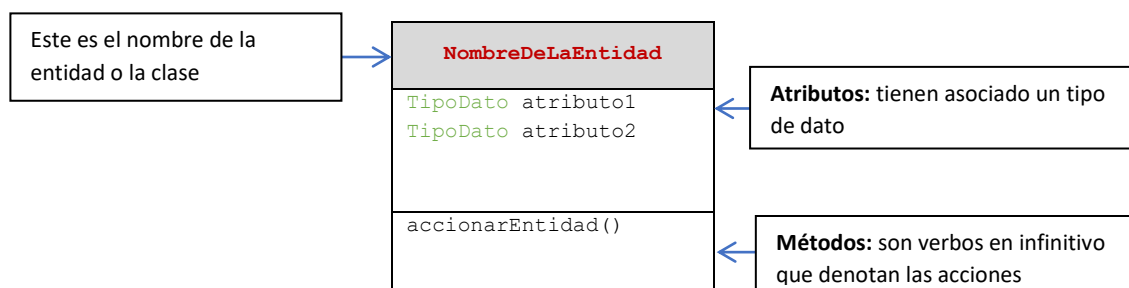 Este es el nombre de la
entidad o la clase
NombreDeLaEntidad
TipoDato atributo1
TipoDato atributo2
Atributos: tienen asociado un tipo
de dato
accionarEntidad()
Métodos: son verbos en infinitivo
que denotan las acciones